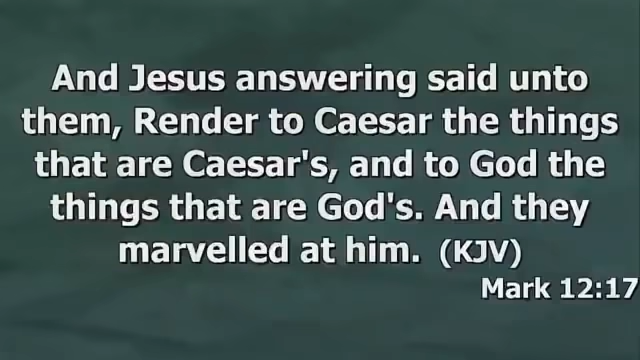 And Jesus answering said unto
them, Render to Caesar the things
that are Caesar's, and to God the
things that are God's. And they
marvelled at him. (KJV)
Mark 12:17